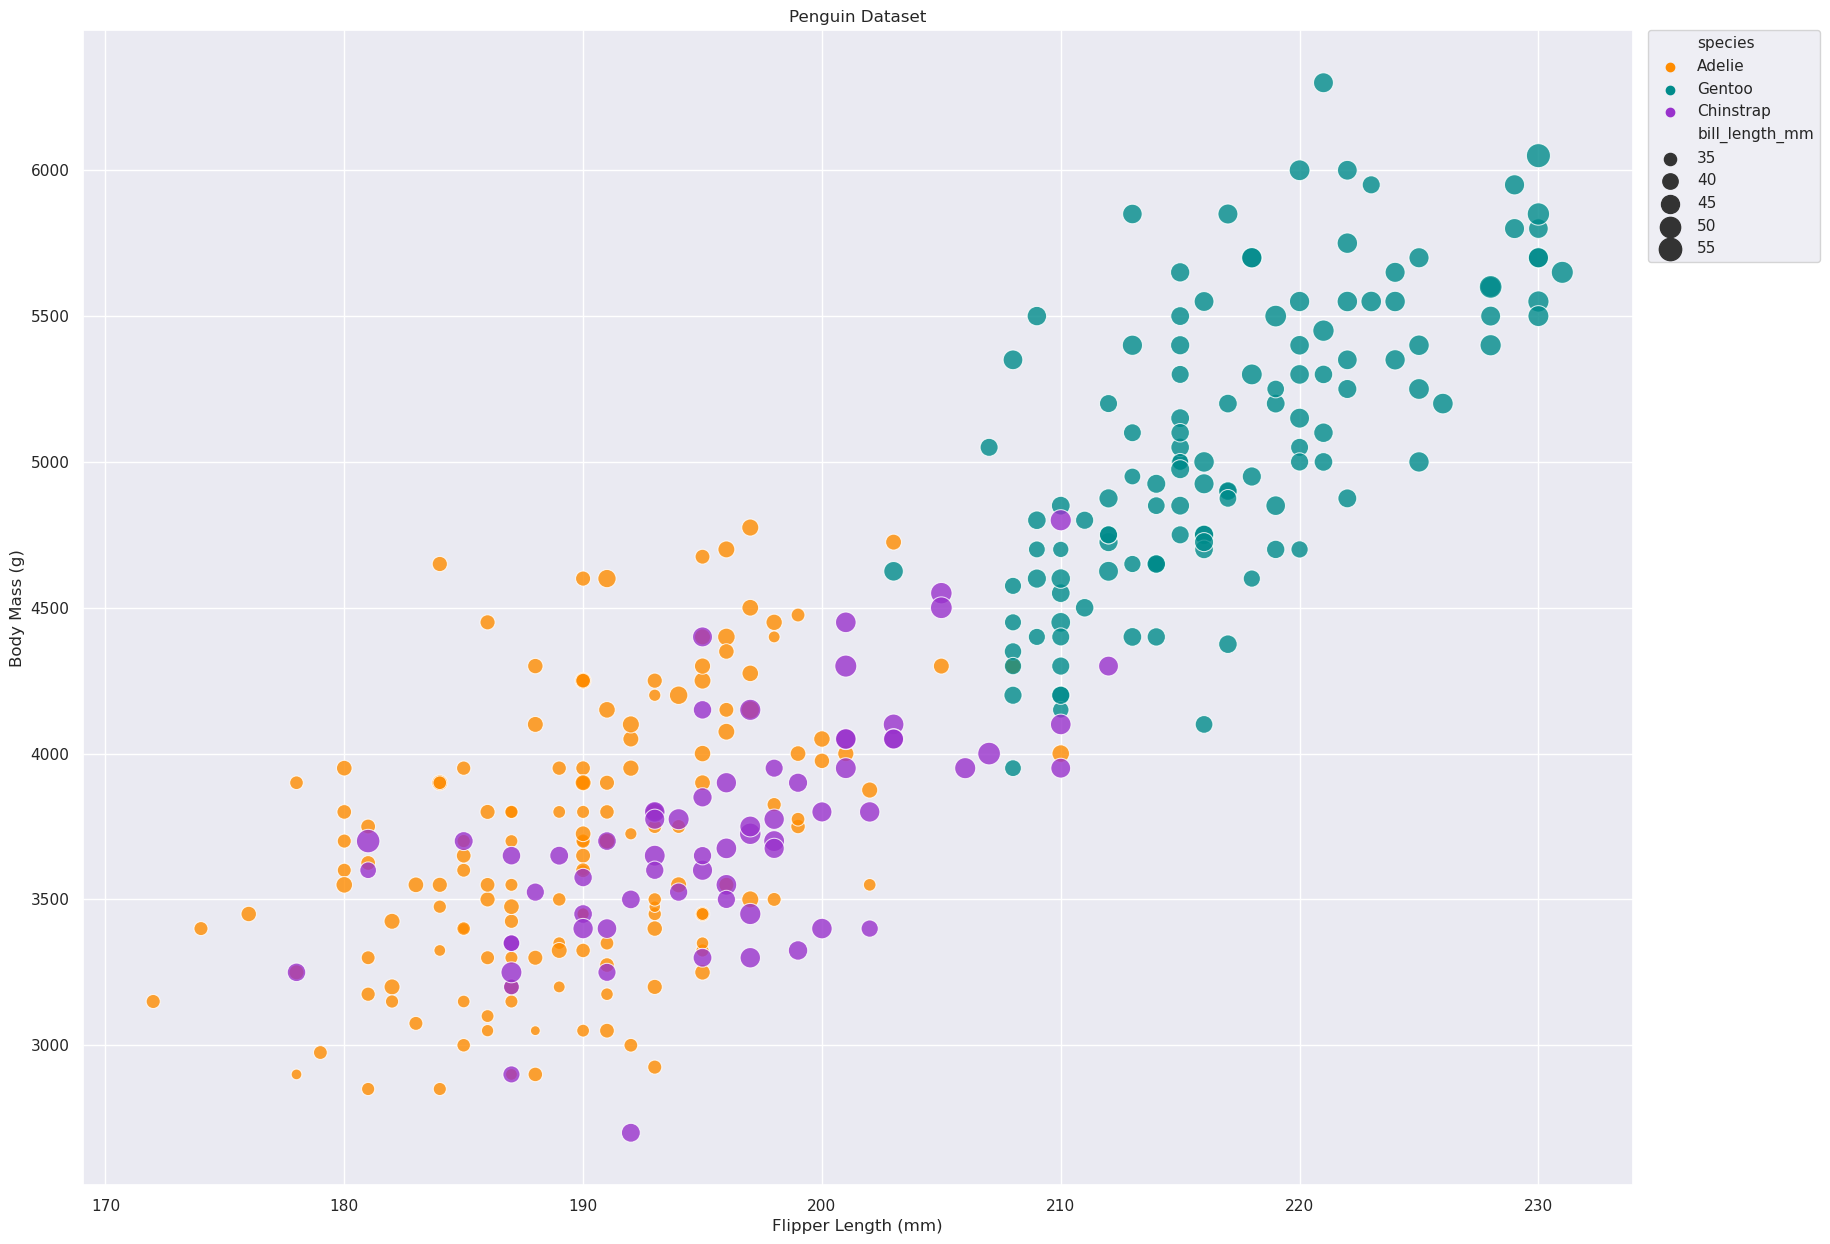 Penguin Dataset
species
Adelie
Gentoo
Chinstrap
bill_length_mm
35
40
45
50
55
Body Mass (g)
6000
5500
5000
4500
4000
3500
3000
170 180 190 200 210 220 230
Flipper Length (mm)